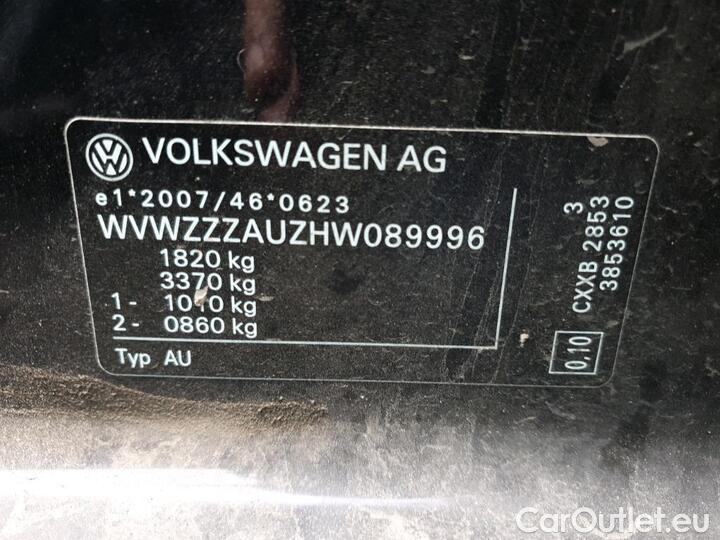 VOLKSWAGEN AG
e1*2007/46*0623
WVWZZZAUZHW089996
1820 kg
3370 kg
1- 1010 kg
2- 0860 kg
Typ AU
3
CXXB 2853
3853610
0,10
CarOutlet.eu